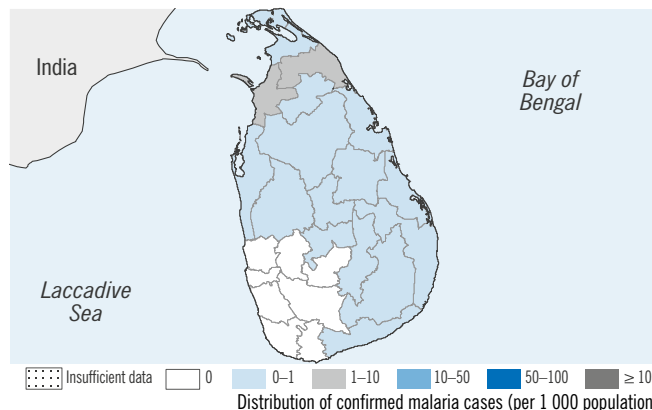 India
Bay of
Bengal
Laccadive
Sea
Insufficient data
0
0–1
1–10
10–50
50–100
≥ 10
Distribution of confirmed malaria cases (per 1 000 population